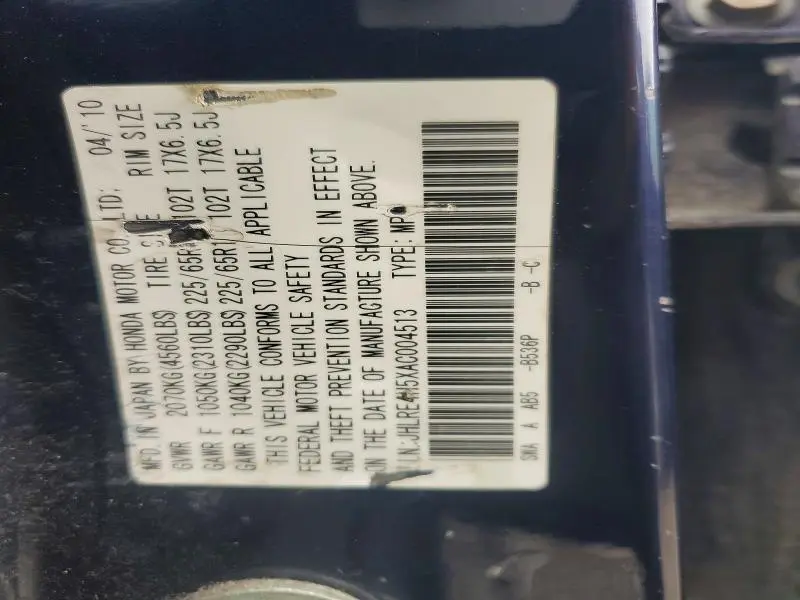 MFD. IN JAPAN BY HONDA MOTOR CO., LTD; 04/'10
GVWR 2070KG(4560LBS) TIRE RIM SIZE
GAWR F 1050KG(2310LBS) 225/65R1 102T 17X6.5J
GAWR R 1040KG(2290LBS) 225/65R1 102T 17X6.5J
THIS VEHICLE CONFORMS TO ALL APPLICABLE
FEDERAL MOTOR VEHICLE SAFETY
AND THEFT PREVENTION STANDARDS IN EFFECT
ON THE DATE OF MANUFACTURE SHOWN ABOVE.
TYPE: MP
SWA A AB5 -B536P -B -C